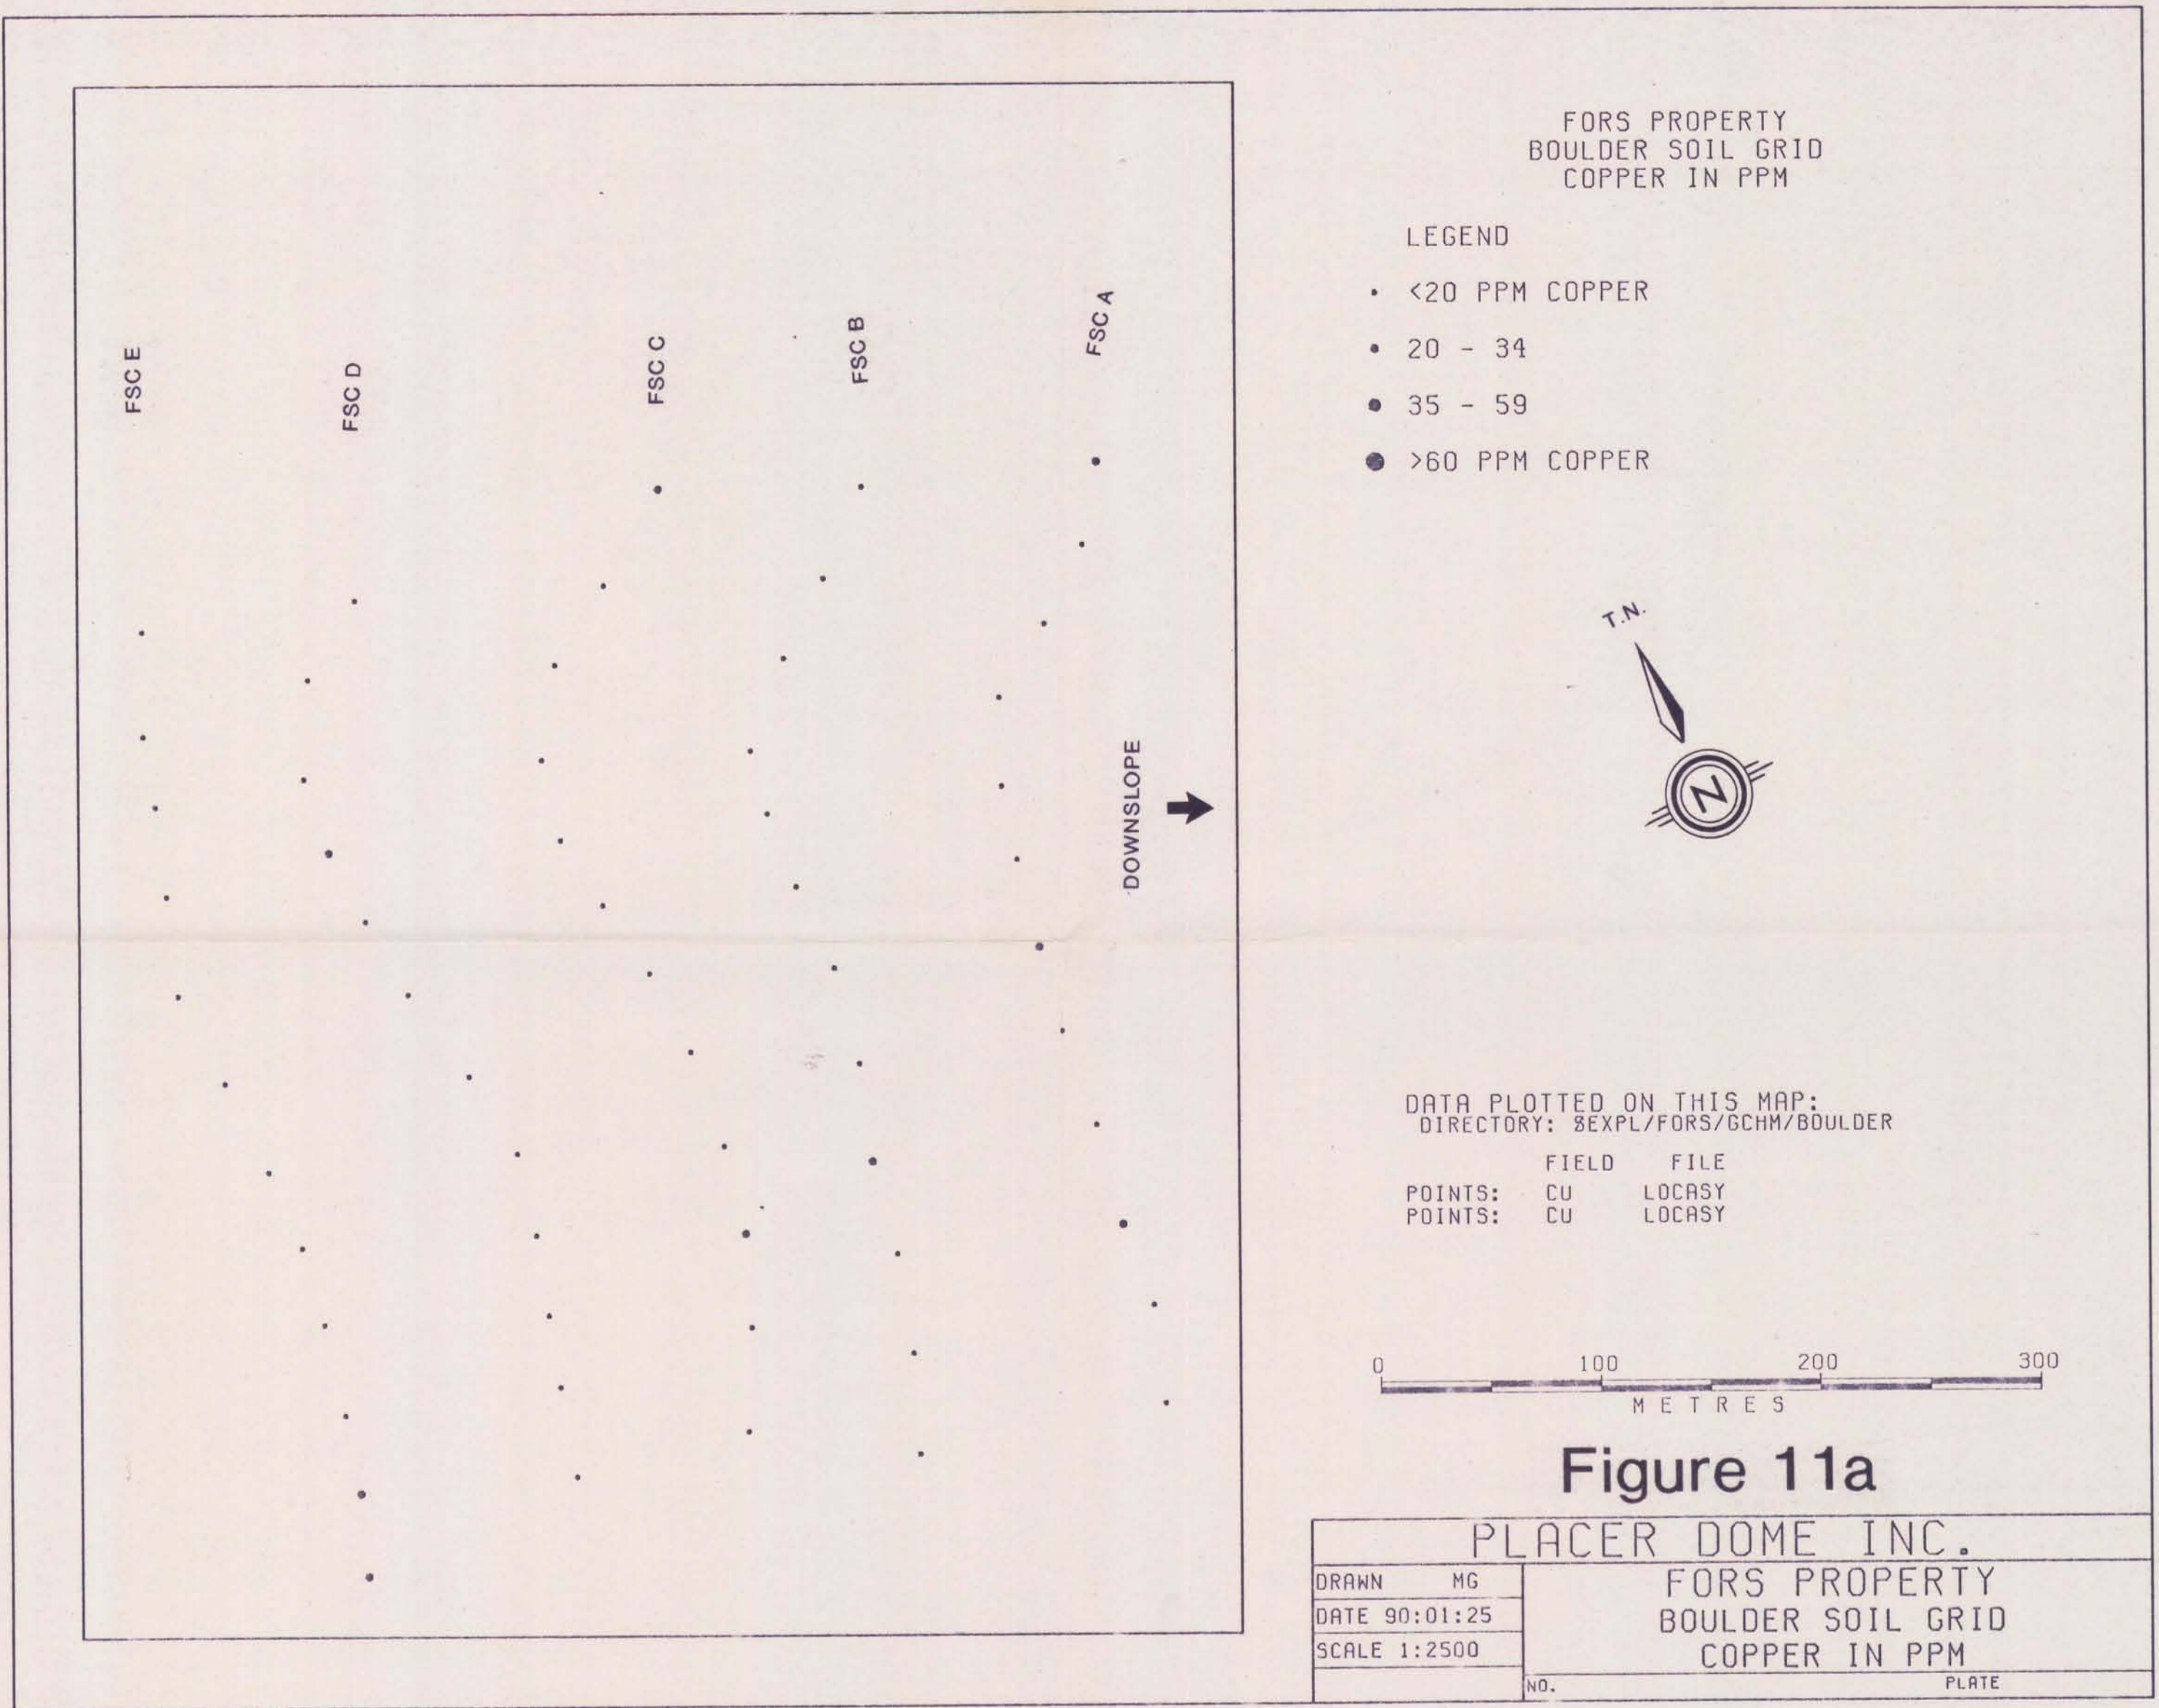 FSC E
FSC D
FSC C
FSC B
FSC A
DOWNSLOPE
FORS PROPERTY
BOULDER SOIL GRID
COPPER IN PPM
LEGEND
<20 PPM COPPER
20 - 34
35 - 59
>60 PPM COPPER
T.N.
N
DATA PLOTTED ON THIS MAP:
DIRECTORY: %EXPL/FORS/GCHM/BOULDER
FIELD FILE
POINTS: CU LOCASY
POINTS: CU LOCASY
0 100 200 300
METRES
Figure 11a
PLACER DOME INC.
DRAWN MG
DATE 90:01:25
SCALE 1:2500
FORS PROPERTY
BOULDER SOIL GRID
COPPER IN PPM
NO. PLATE